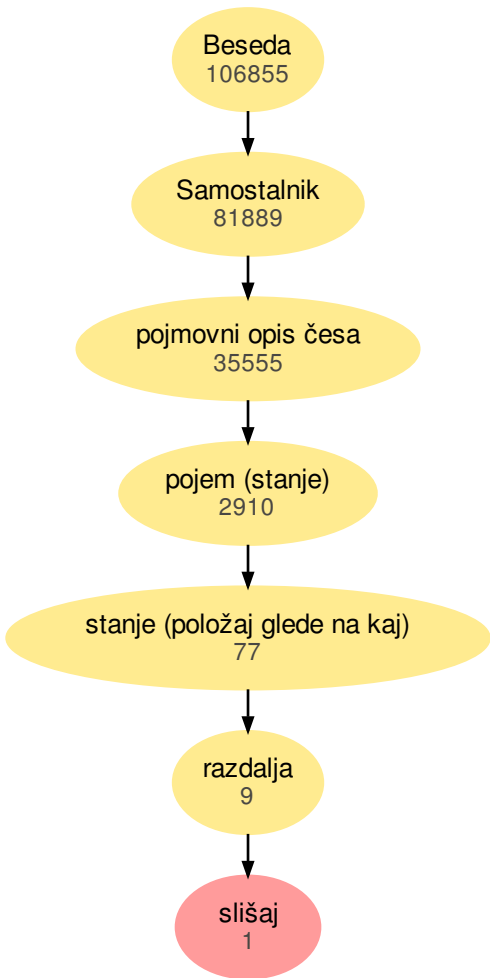 Beseda
106855
Samostalnik
81889
pojmovni opis česa
35555
pojem (stanje)
2910
stanje (položaj glede na kaj)
77
razdalja
9
slišaj
1